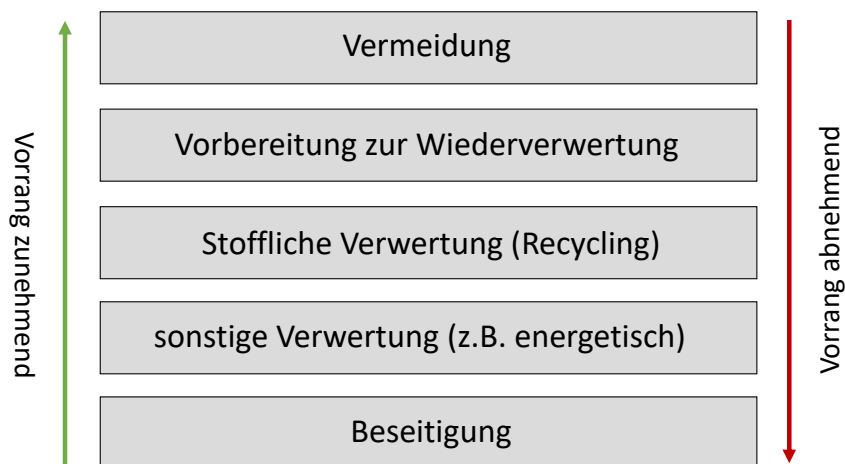 Vermeidung
Vorbereitung zur Wiederverwertung
Stoffliche Verwertung (Recycling)
sonstige Verwertung (z.B. energetisch)
Beseitigung
Vorrang zunehmend
Vorrang abnehmend